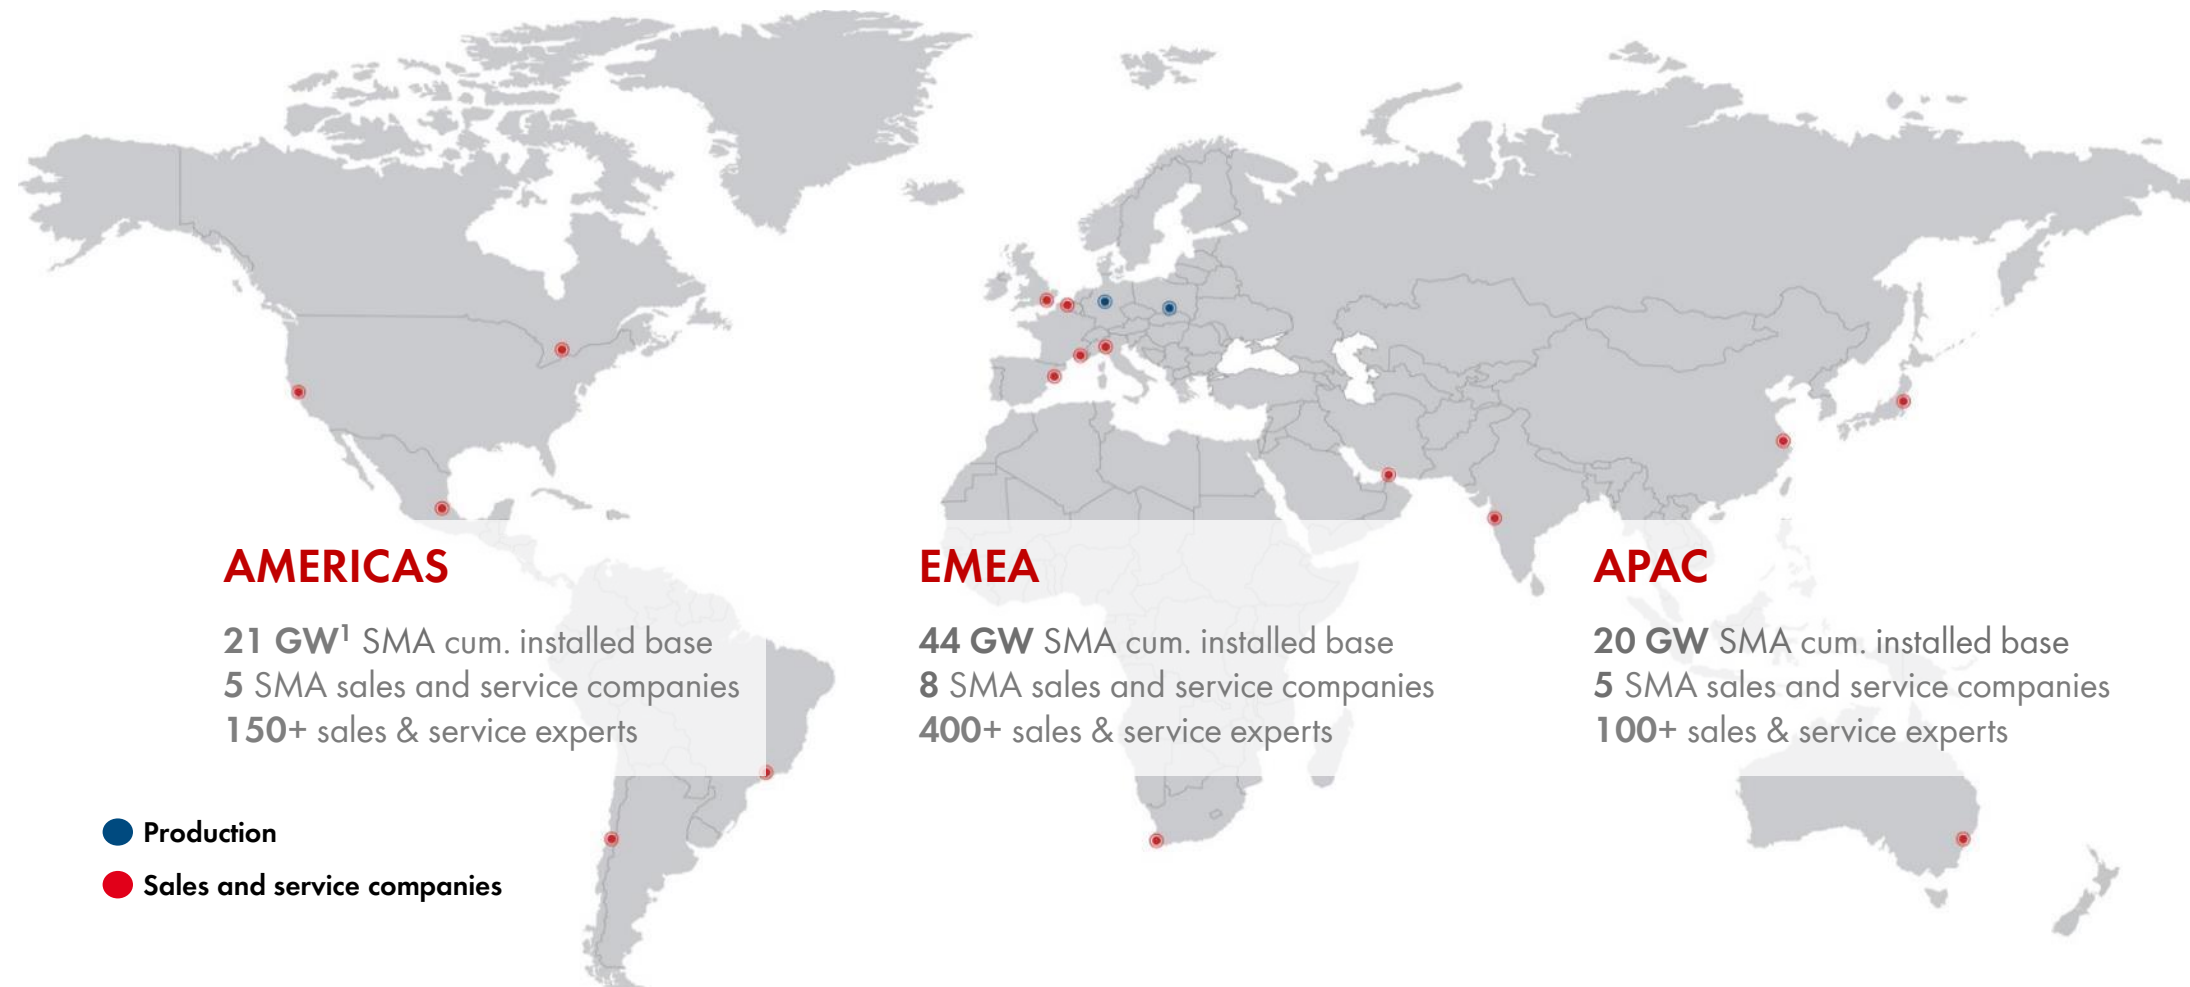 AMERICAS
21 GW¹ SMA cum. installed base
5 SMA sales and service companies
150+ sales & service experts
EMEA
44 GW SMA cum. installed base
8 SMA sales and service companies
400+ sales & service experts
APAC
20 GW SMA cum. installed base
5 SMA sales and service companies
100+ sales & service experts
Production
Sales and service companies